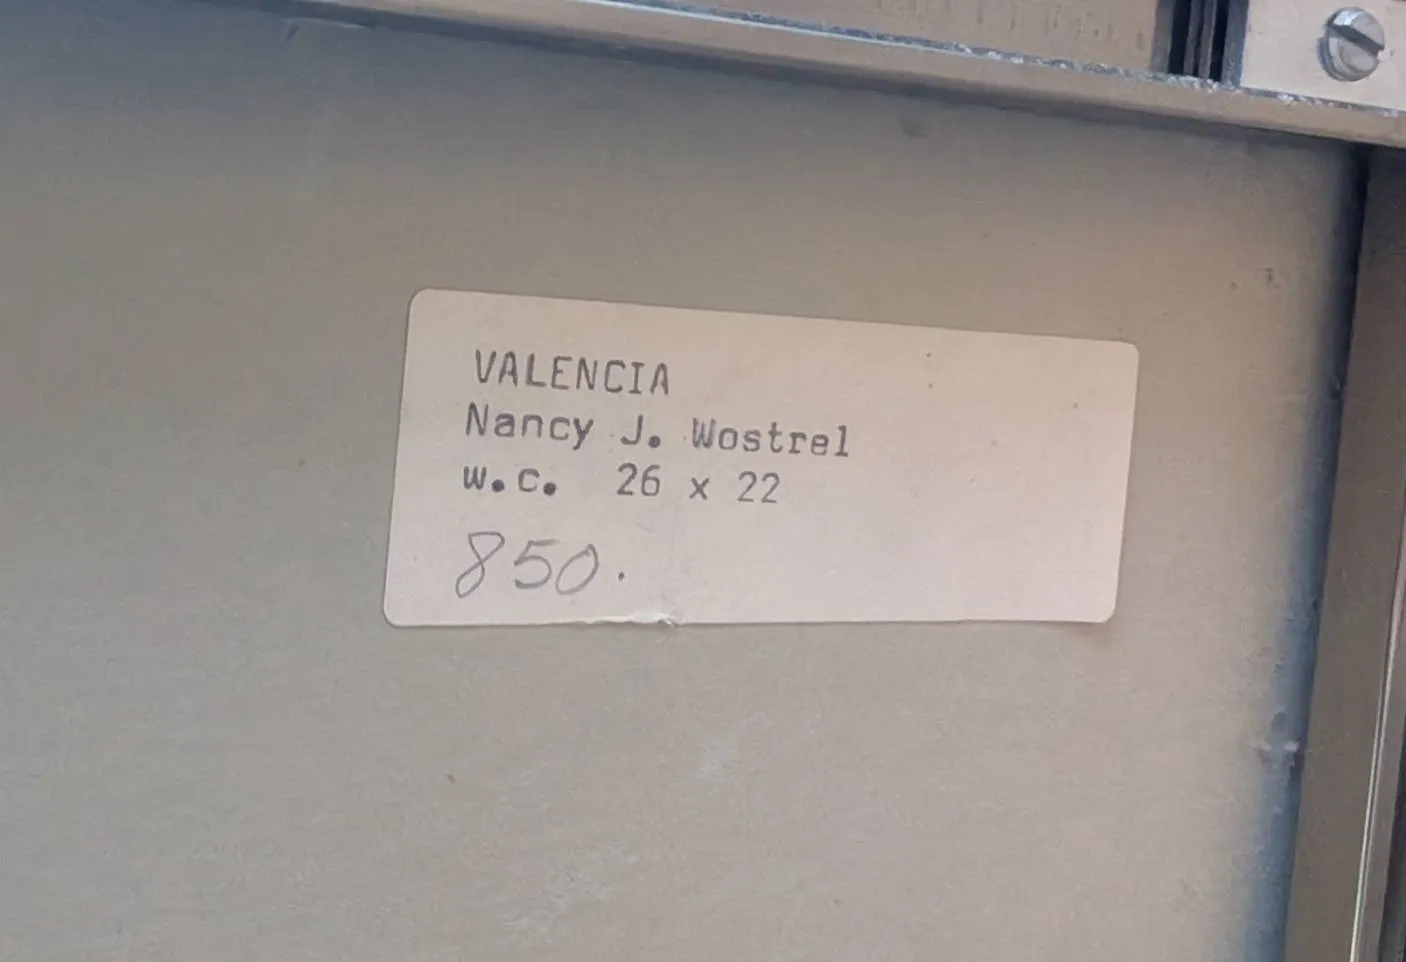 VALENCIA
Nancy J. Wostrel
w.c. 26 x 22
850.